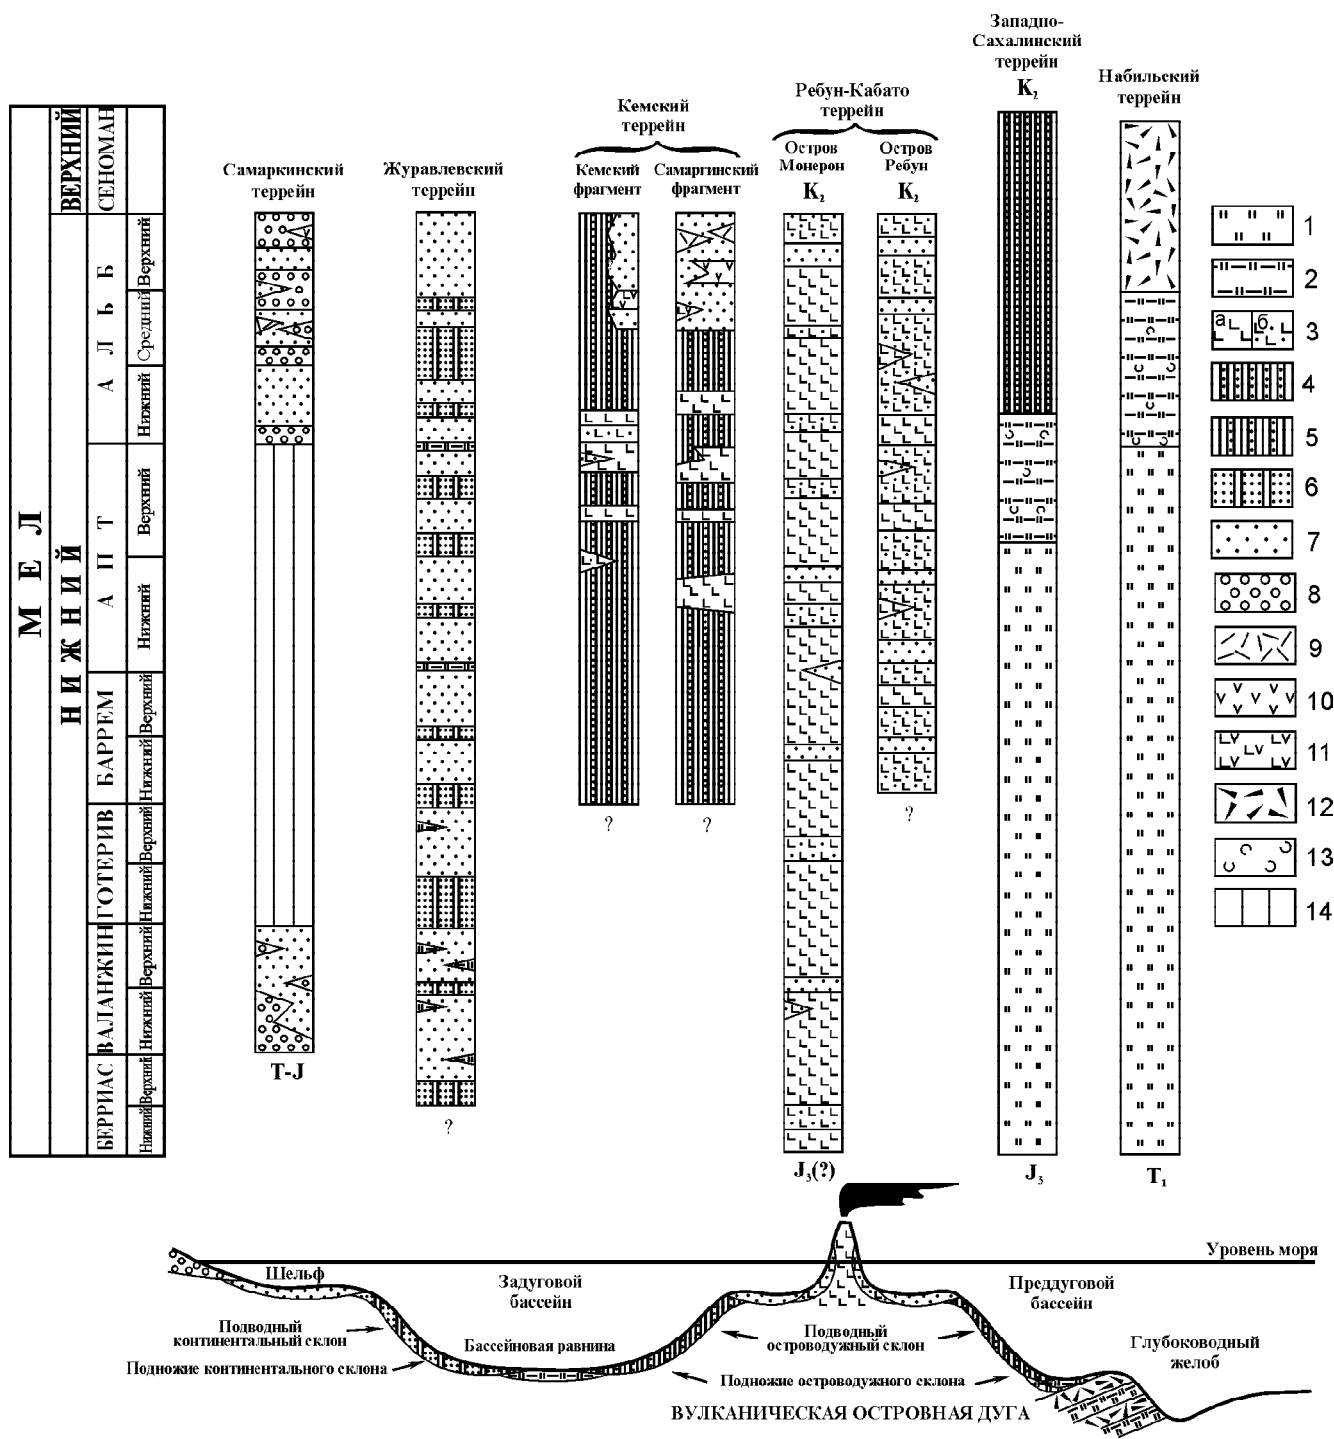 Западно-
Сахалинский
террейн
K₂
Набильский
террейн
Ребун-Кабато
террейн
Кемский
террейн
Остров
Монерон
K₂
Остров
Ребун
K₂
Самаркинский
террейн
Журавлевский
террейн
Кемский
фрагмент
Самаргинский
фрагмент
МЕЛ
ВЕРХНИЙ
НИЖНИЙ
СЕНОМАН
АЛЬБ
Верхний
Средний
Нижний
АПТ
Верхний
Нижний
БАРРЕМ
Верхний
Нижний
ГОТЕРИВ
Верхний
Нижний
ВАЛАНЖИН
Верхний
Нижний
БЕРРИАС
Верхний
Нижний
T-J
?
?
?
?
J₃(?)
J₃
T₁
1
2
а
б
3
4
5
6
7
8
9
10
11
12
13
14
Уровень моря
Шельф
Задуговой
бассейн
Преддуговой
бассейн
Подводный
континентальный склон
Бассейновая равнина
Подводный
островодужный склон
Глубоководный
желоб
Подножие континентального склона
Подножие островодужного склона
ВУЛКАНИЧЕСКАЯ ОСТРОВНАЯ ДУГА